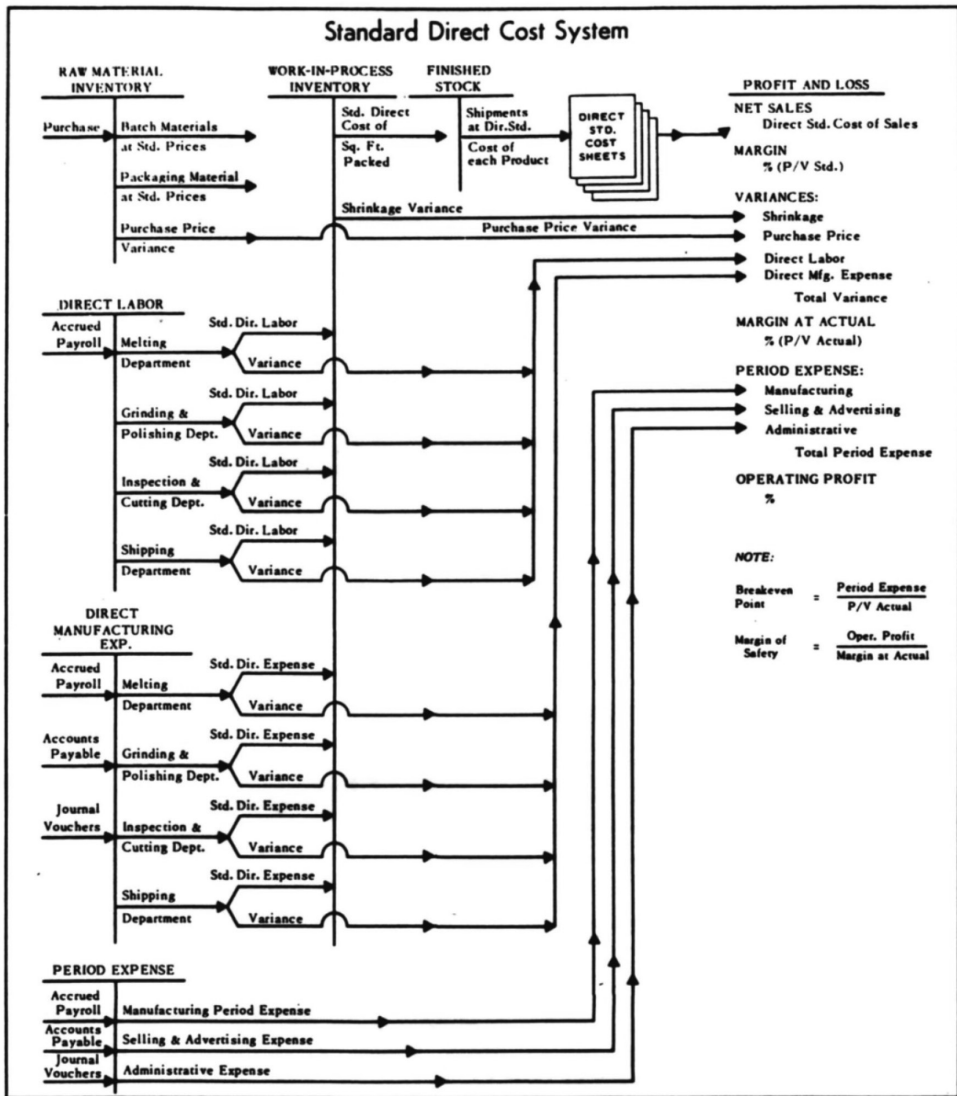 Standard Direct Cost System
RAW MATERIAL
INVENTORY
Purchase
Batch Materials
at Std. Prices
Packaging Material
at Std. Prices
Purchase Price
Variance
WORK-IN-PROCESS
INVENTORY
Std. Direct
Cost of
Sq. Ft.
Packed
Shrinkage Variance
Purchase Price Variance
FINISHED
STOCK
Shipments
at Dir.Std.
Cost of
each Product
DIRECT
STD.
COST
SHEETS
PROFIT AND LOSS
NET SALES
Direct Std. Cost of Sales
MARGIN
% (P/V Std.)
VARIANCES:
Shrinkage
Purchase Price
Direct Labor
Direct Mfg. Expense
Total Variance
MARGIN AT ACTUAL
% (P/V Actual)
PERIOD EXPENSE:
Manufacturing
Selling & Advertising
Administrative
Total Period Expense
OPERATING PROFIT
%
NOTE:
Breakeven
Point
=
Period Expense
P/V Actual
Margin of
Safety
=
Oper. Profit
Margin at Actual
DIRECT LABOR
Accrued
Payroll
Melting
Department
Std. Dir. Labor
Variance
Grinding &
Polishing Dept.
Std. Dir. Labor
Variance
Inspection &
Cutting Dept.
Std. Dir. Labor
Variance
Shipping
Department
Std. Dir. Labor
Variance
DIRECT
MANUFACTURING
EXP.
Accrued
Payroll
Melting
Department
Std. Dir. Expense
Variance
Accounts
Payable
Grinding &
Polishing Dept.
Std. Dir. Expense
Variance
Journal
Vouchers
Inspection &
Cutting Dept.
Std. Dir. Expense
Variance
Shipping
Department
Std. Dir. Expense
Variance
PERIOD EXPENSE
Accrued
Payroll
Manufacturing Period Expense
Accounts
Payable
Selling & Advertising Expense
Journal
Vouchers
Administrative Expense